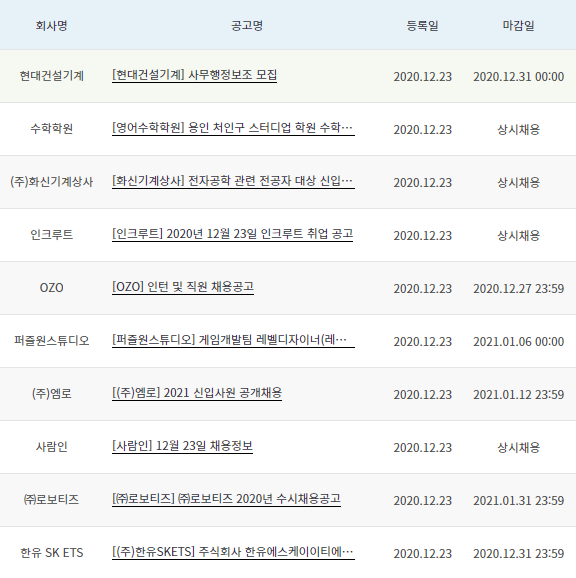 회사명 공고명 등록일 마감일
현대건설기계 [현대건설기계] 사무행정보조 모집 2020.12.23 2020.12.31 00:00
수학학원 [영어수학학원] 용인 처인구 스터디업 학원 수학… 2020.12.23 상시채용
(주)화신기계상사 [화신기계상사] 전자공학 관련 전공자 대상 신입… 2020.12.23 상시채용
인크루트 [인크루트] 2020년 12월 23일 인크루트 취업 공고 2020.12.23 상시채용
OZO [OZO] 인턴 및 직원 채용공고 2020.12.23 2020.12.27 23:59
퍼즐원스튜디오 [퍼즐원스튜디오] 게임개발팀 레벨디자이너(레… 2020.12.23 2021.01.06 00:00
(주)엠로 [(주)엠로] 2021 신입사원 공개채용 2020.12.23 2021.01.12 23:59
사람인 [사람인] 12월 23일 채용정보 2020.12.23 상시채용
㈜로보티즈 [㈜로보티즈] ㈜로보티즈 2020년 수시채용공고 2020.12.23 2021.01.31 23:59
한유 SK ETS [(주)한유SKETS] 주식회사 한유에스케이이티에… 2020.12.23 2020.12.31 23:59